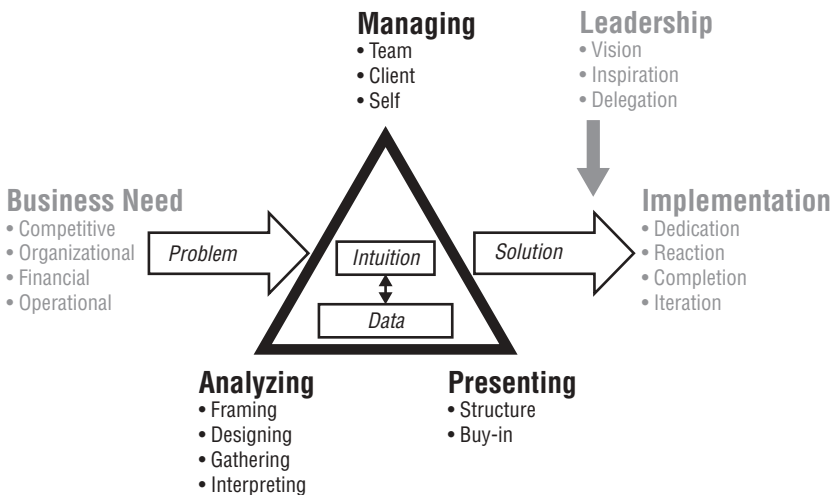 Managing
• Team
• Client
• Self
Leadership
• Vision
• Inspiration
• Delegation
Business Need
• Competitive
• Organizational
• Financial
• Operational
Problem
Intuition
Data
Solution
Implementation
• Dedication
• Reaction
• Completion
• Iteration
Analyzing
• Framing
• Designing
• Gathering
• Interpreting
Presenting
• Structure
• Buy-in